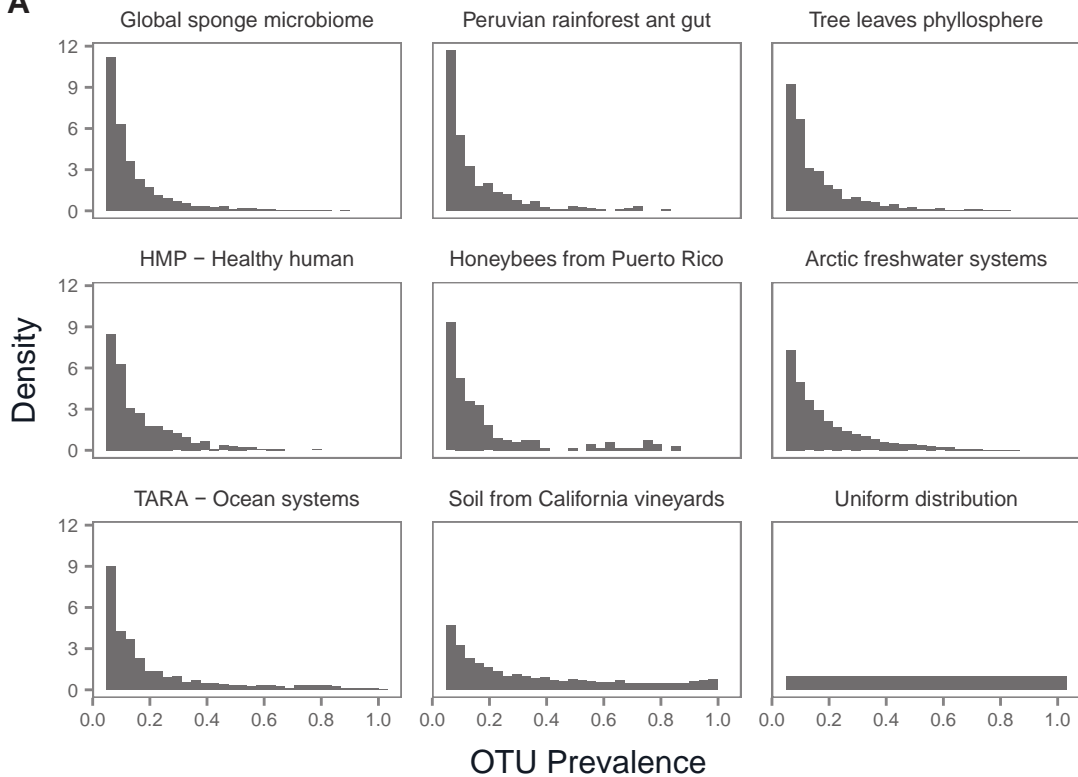 A
Global sponge microbiome
Peruvian rainforest ant gut
Tree leaves phyllosphere
12
9
6
3
0
HMP − Healthy human
Honeybees from Puerto Rico
Arctic freshwater systems
12
9
6
3
0
Density
TARA − Ocean systems
Soil from California vineyards
Uniform distribution
12
9
6
3
0
0.0 0.2 0.4 0.6 0.8 1.0
0.0 0.2 0.4 0.6 0.8 1.0
0.0 0.2 0.4 0.6 0.8 1.0
OTU Prevalence